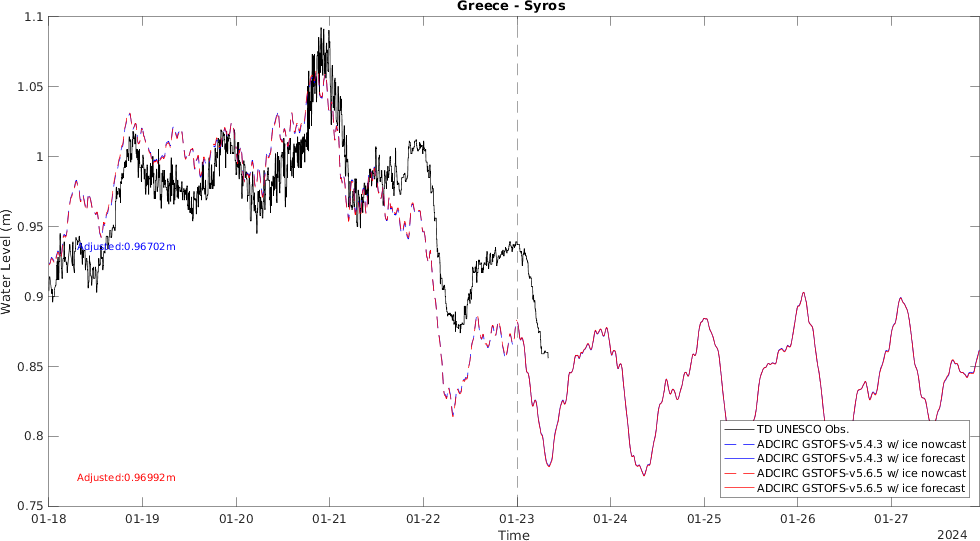 Greece - Syros
1.1
1.05
1
0.95
0.9
0.85
0.8
0.75
Water Level (m)
Adjusted:0.96702m
Adjusted:0.96992m
TD UNESCO Obs.
ADCIRC GSTOFS-v5.4.3 w/ ice nowcast
ADCIRC GSTOFS-v5.4.3 w/ ice forecast
ADCIRC GSTOFS-v5.6.5 w/ ice nowcast
ADCIRC GSTOFS-v5.6.5 w/ ice forecast
01-18 01-19 01-20 01-21 01-22 01-23 01-24 01-25 01-26 01-27
Time
2024